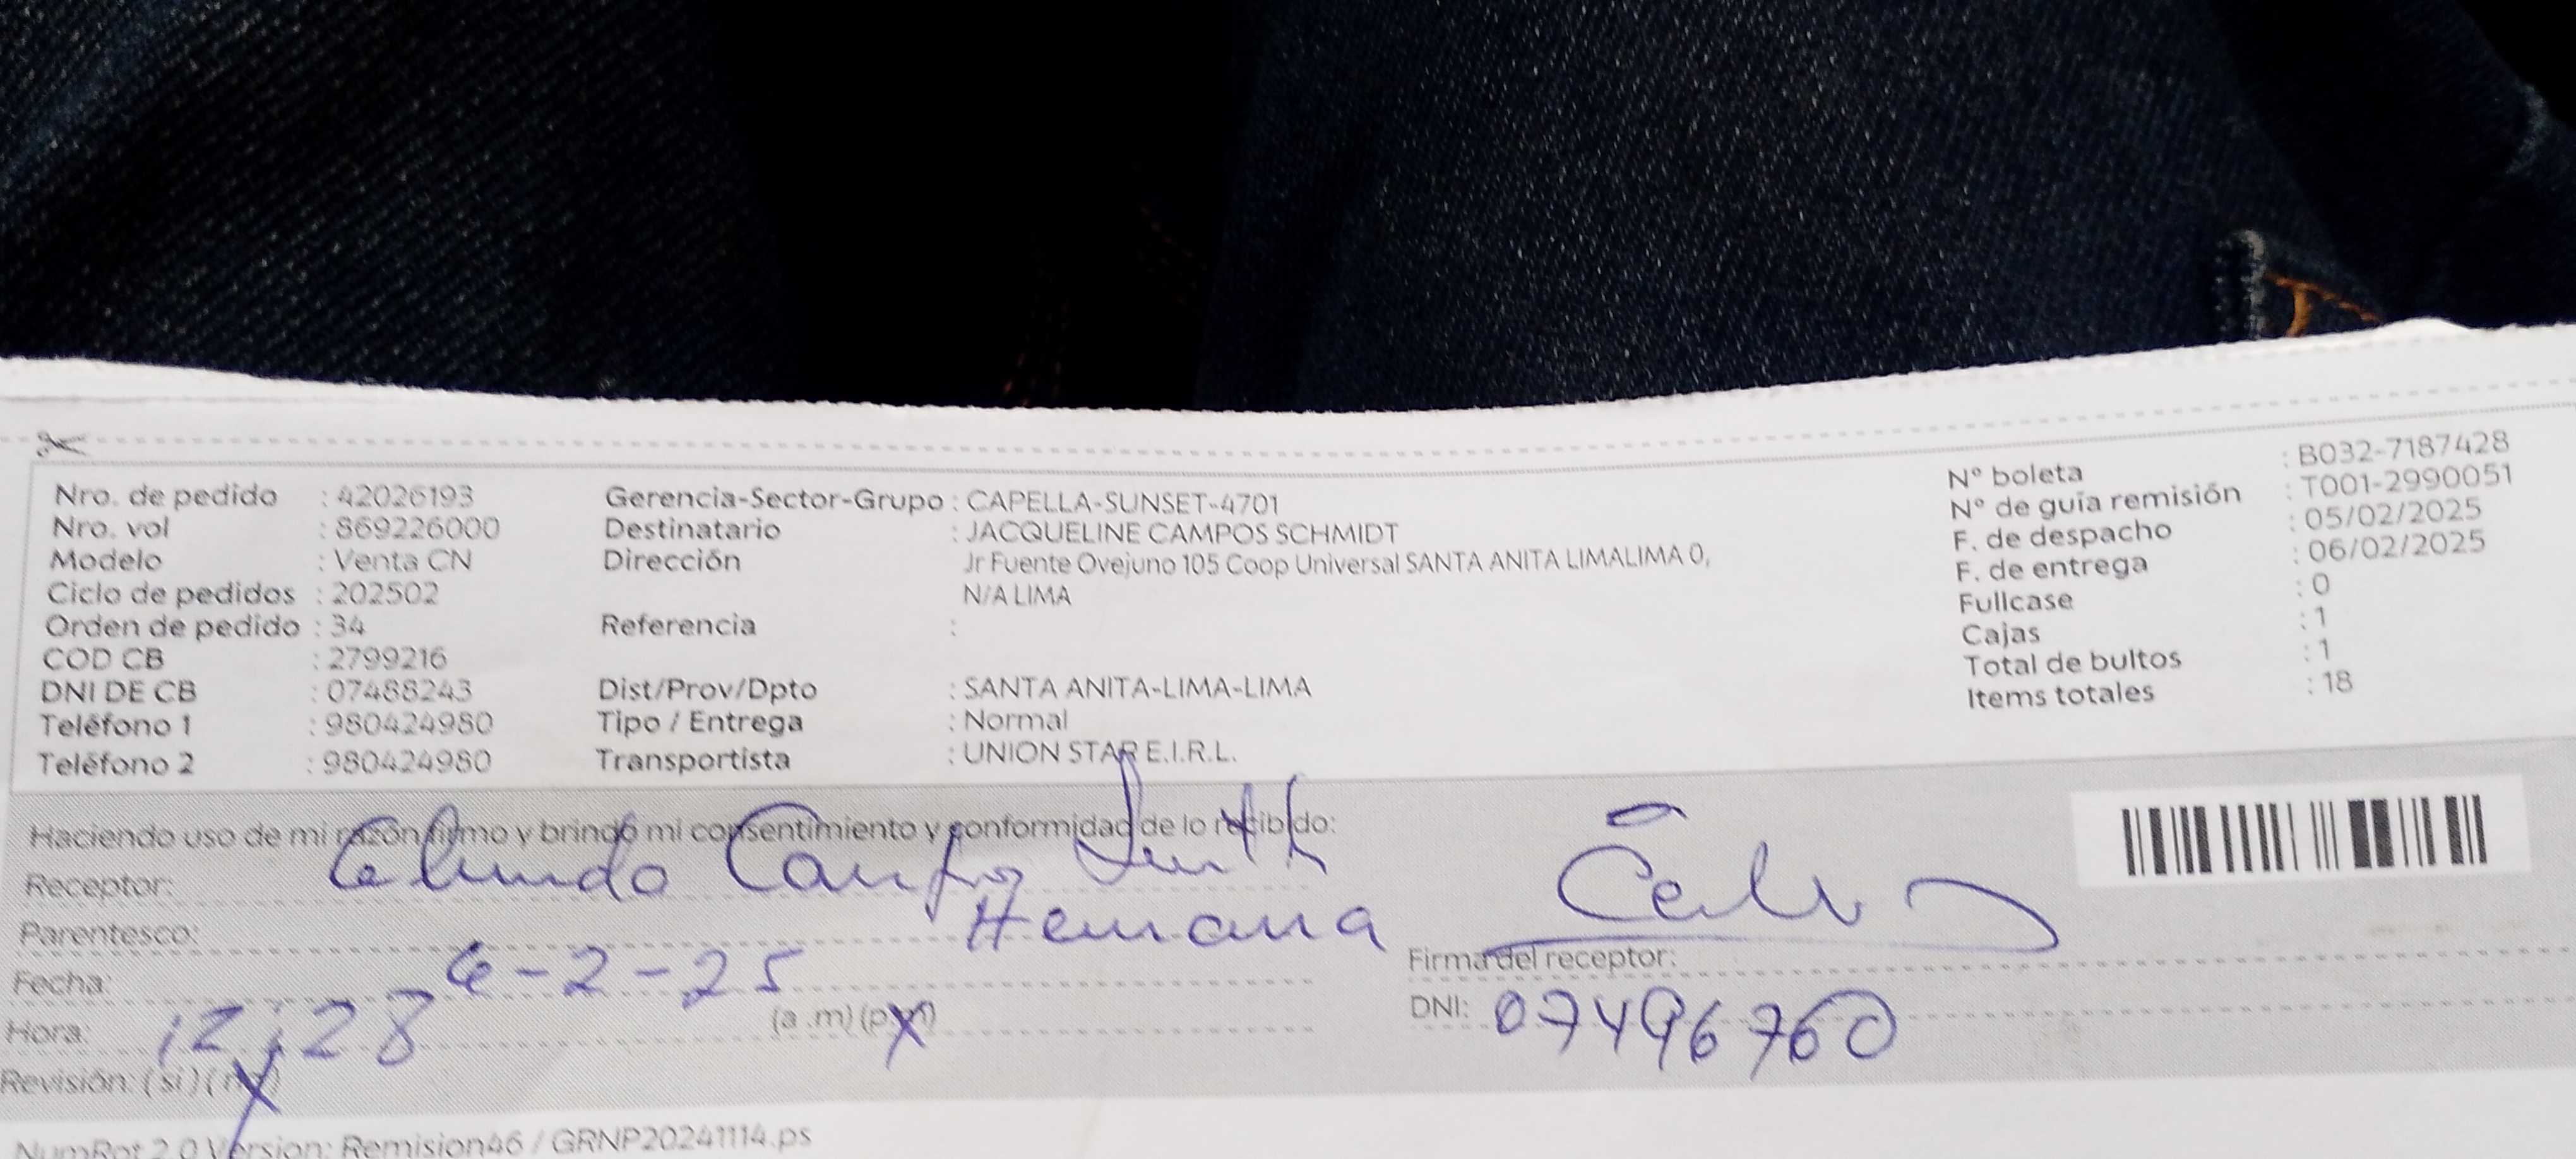 Nro. de pedido : 42026193
Nro. vol : 869226000
Modelo : Venta CN
Ciclo de pedidos : 202502
Orden de pedido : 34
COD CB : 2799216
DNI DE CB : 07488243
Teléfono 1 : 980424980
Teléfono 2 : 980424980
Gerencia-Sector-Grupo : CAPELLA-SUNSET-4701
Destinatario : JACQUELINE CAMPOS SCHMIDT
Dirección Jr Fuente Ovejuno 105 Coop Universal SANTA ANITA LIMALIMA 0,
N/A LIMA
Referencia :
Dist/Prov/Dpto : SANTA ANITA-LIMA-LIMA
Tipo / Entrega : Normal
Transportista : UNION STAR E.I.R.L.
N° boleta : B032-7187428
N° de guía remisión : T001-2990051
F. de despacho : 05/02/2025
F. de entrega : 06/02/2025
Fullcase : 0
Cajas : 1
Total de bultos : 1
Items totales : 18
Haciendo uso de mi razón firmo y brindo mi consentimiento y conformidad de lo recibido:
Receptor:
Parentesco: Hemana
Fecha: 6-2-25
Hora: 12:28 (a .m) (p.m)
Revisión: (si) (no)
Firma del receptor:
DNI: 07496760
NumRot 2.0 Version: Remision46 / GRNP20241114.ps